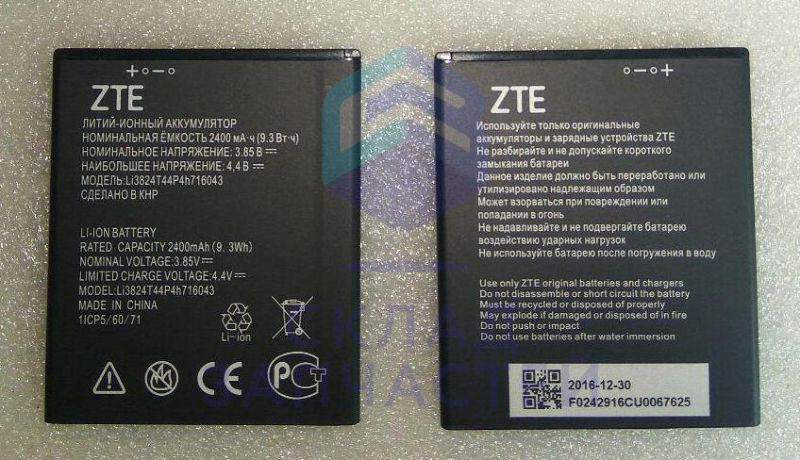 ZTE
ЛИТИЙ-ИОННЫЙ АККУМУЛЯТОР
НОМИНАЛЬНАЯ ЁМКОСТЬ 2400 мА·ч (9.3 Вт·ч)
НОМИНАЛЬНОЕ НАПРЯЖЕНИЕ: 3.85 В
НАИБОЛЬШЕЕ НАПРЯЖЕНИЕ: 4,4 В
МОДЕЛЬ:Li3824T44P4h716043
СДЕЛАНО В КНР
LI-ION BATTERY
RATED CAPACITY 2400mAh (9. 3Wh)
NOMINAL VOLTAGE: 3.85V
LIMITED CHARGE VOLTAGE:4.4V
MODEL:Li3824T44P4h716043
MADE IN CHINA
1ICP5/60/71
Li-ion
CE
РСТ
ZTE
Используйте только оригинальные
аккумуляторы и зарядные устройства ZTE
Не разбирайте и не допускайте короткого
замыкания батареи
Данное изделие должно быть переработано или
утилизировано надлежащим образом
Может взорваться при повреждении или
попадании в огонь
Не надавливайте и не подвергайте батарею
воздействию ударных нагрузок
Не используйте батарею после погружения в воду
Use only ZTE original batteries and chargers
Do not disassemble or short circuit the battery
Must be recycled or disposed of properly
May explode if damaged or disposed of in fire
Do not push or impact
Do not use batteries after water immersion
2016-12-30
F0242916CU0067625
СКЛАД
ЗАПЧАСТЕЙ